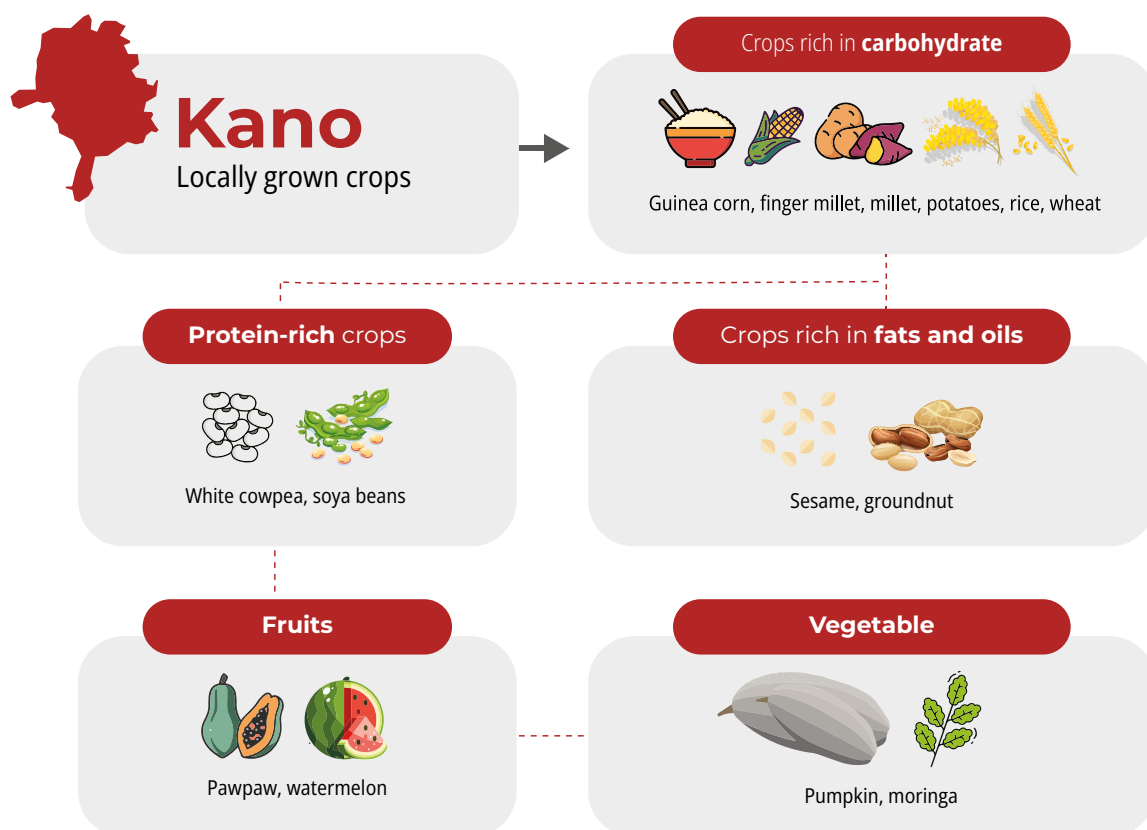 Kano
Locally grown crops
Crops rich in carbohydrate
Guinea corn, finger millet, millet, potatoes, rice, wheat
Protein-rich crops
White cowpea, soya beans
Crops rich in fats and oils
Sesame, groundnut
Fruits
Pawpaw, watermelon
Vegetable
Pumpkin, moringa